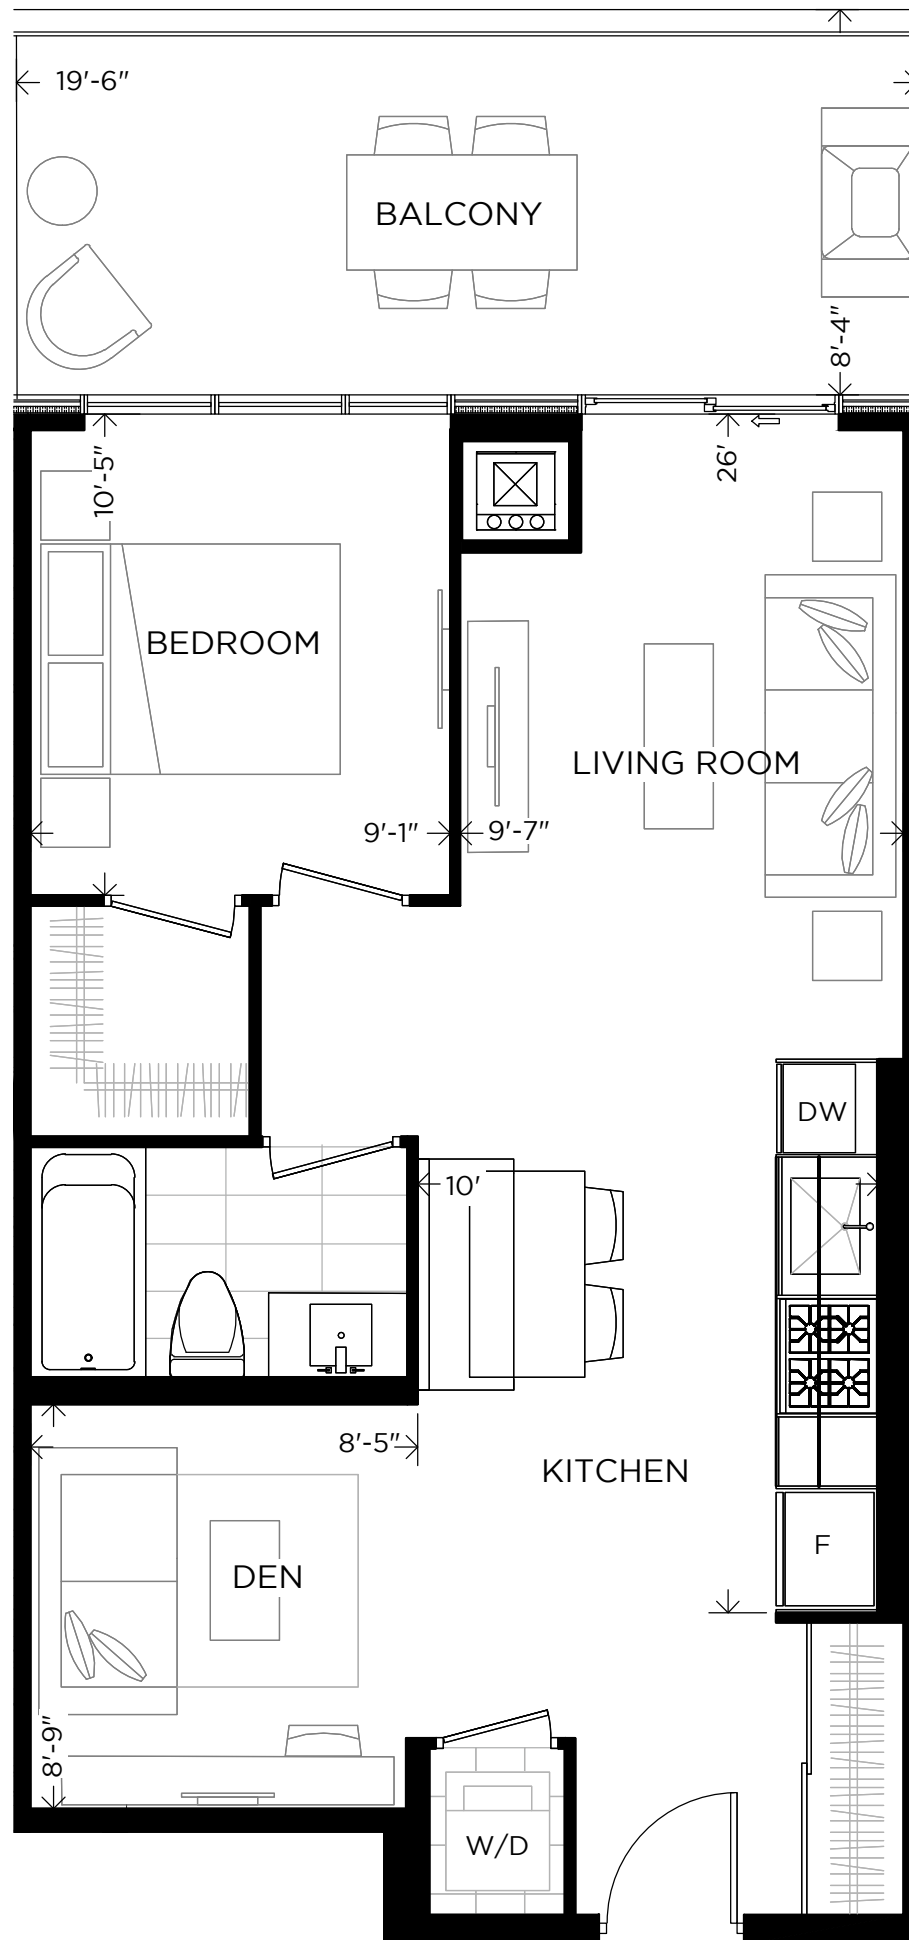 19'-6"
BALCONY
8'-4"
10'-5"
26'
BEDROOM
LIVING ROOM
9'-1"
9'-7"
DW
10'
8'-5"
KITCHEN
F
DEN
8'-9"
W/D